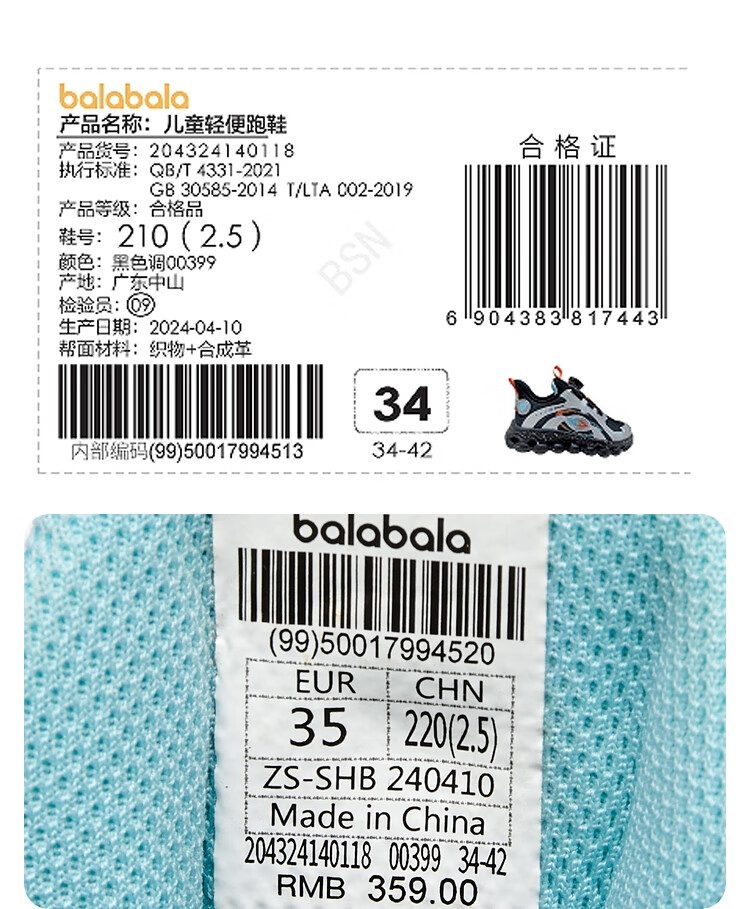 balabala
产品名称：儿童轻便跑鞋
产品货号：204324140118
执行标准：QB/T 4331-2021
GB 30585-2014 T/LTA 002-2019
产品等级：合格品
鞋号：210（2.5）
颜色：黑色调00399
产地：广东中山
检验员：09
生产日期：2024-04-10
帮面材料：织物+合成革
内部编码(99)50017994513
合格证
6 904383 817443
34
34-42
BSN
balabala
(99)50017994520
EUR CHN
35 220(2.5)
ZS-SHB 240410
Made in China
204324140118 00399 34-42
RMB 359.00